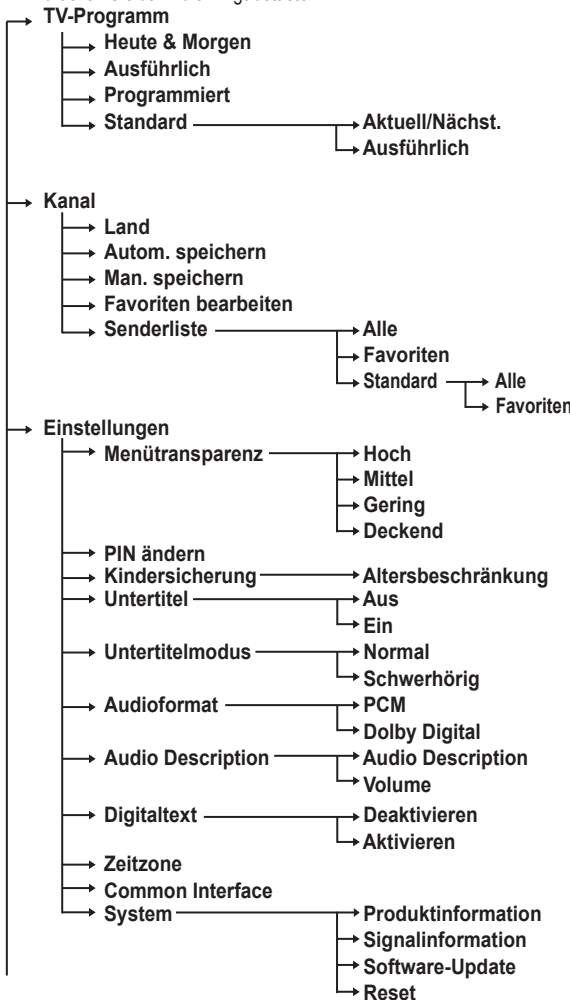 TV-Programm
Heute & Morgen
Ausführlich
Programmiert
Standard Aktuell/Nächst.
Ausführlich
Kanal
Land
Autom. speichern
Man. speichern
Favoriten bearbeiten
Senderliste Alle
Favoriten
Standard Alle
Favoriten
Einstellungen
Menütransparenz Hoch
Mittel
Gering
Deckend
PIN ändern
Kindersicherung Altersbeschränkung
Untertitel Aus
Ein
Untertitelmodus Normal
Schwerhörig
Audioformat PCM
Dolby Digital
Audio Description Audio Description
Volume
Digitaltext Deaktivieren
Aktivieren
Zeitzone
Common Interface
System Produktinformation
Signalinformation
Software-Update
Reset